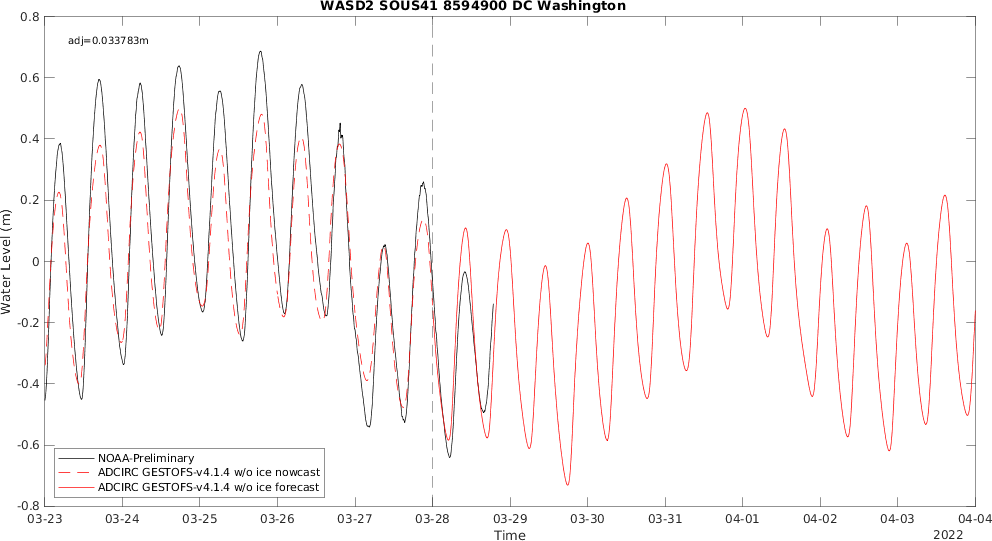 WASD2 SOUS41 8594900 DC Washington
adj=0.033783m
0.8
0.6
0.4
0.2
0
-0.2
-0.4
-0.6
-0.8
Water Level (m)
NOAA-Preliminary
ADCIRC GESTOFS-v4.1.4 w/o ice nowcast
ADCIRC GESTOFS-v4.1.4 w/o ice forecast
03-23 03-24 03-25 03-26 03-27 03-28 03-29 03-30 03-31 04-01 04-02 04-03 04-04
Time
2022